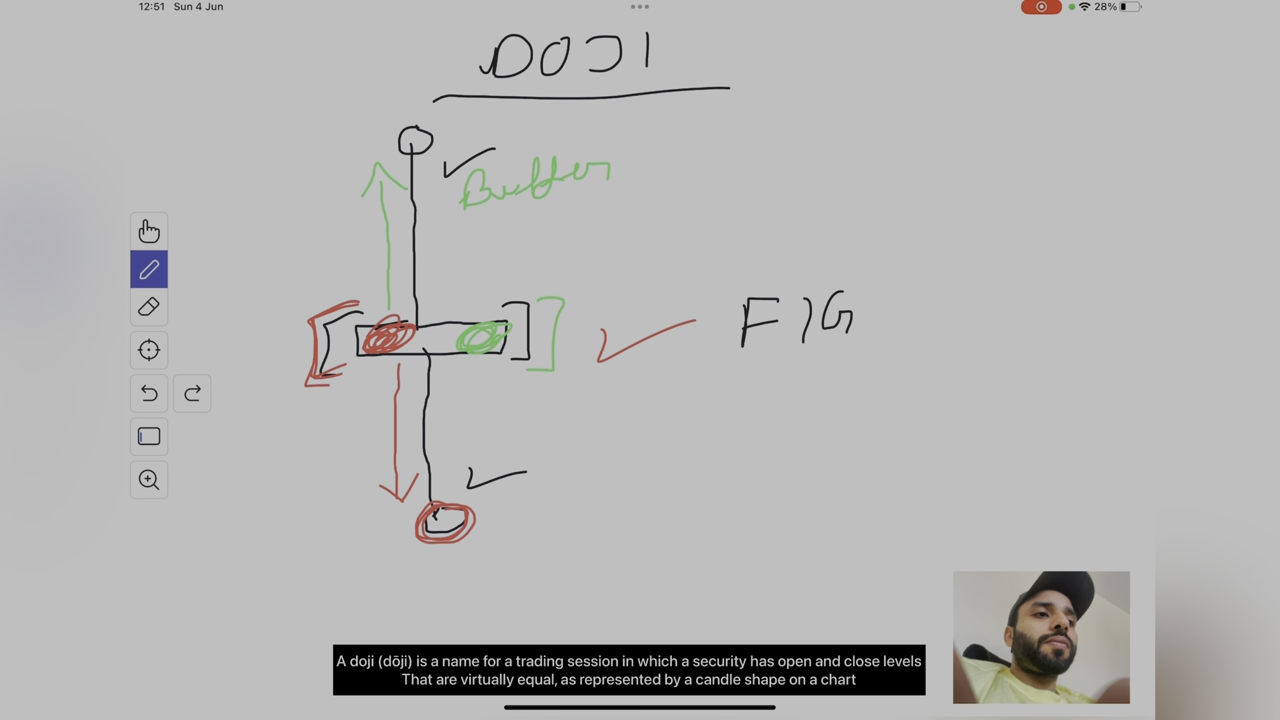 12:51 Sun 4 Jun
28%
DOJI
FIG
A doji (dōji) is a name for a trading session in which a security has open and close levels
That are virtually equal, as represented by a candle shape on a chart